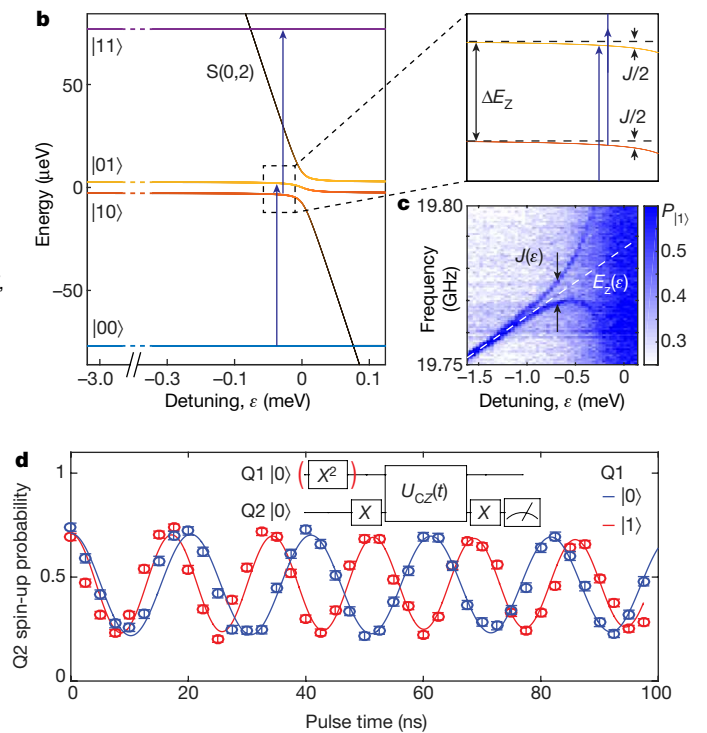 b
|11⟩
S(0,2)
|01⟩
|10⟩
|00⟩
Energy (μeV)
50
0
−50
−3.0
−0.2
−0.1
0
0.1
Detuning, ε (meV)
ΔE_Z
J/2
J/2
c
19.80
19.75
Frequency
(GHz)
J(ε)
E_Z(ε)
P_|1⟩
0.5
0.4
0.3
−1.5
−1.0
−0.5
0
Detuning, ε (meV)
d
Q2 spin-up probability
1
0.5
0
Q1 |0⟩ ( X² )
Q2 |0⟩ X U_CZ(t) X
Q1
|0⟩
|1⟩
0
20
40
60
80
100
Pulse time (ns)